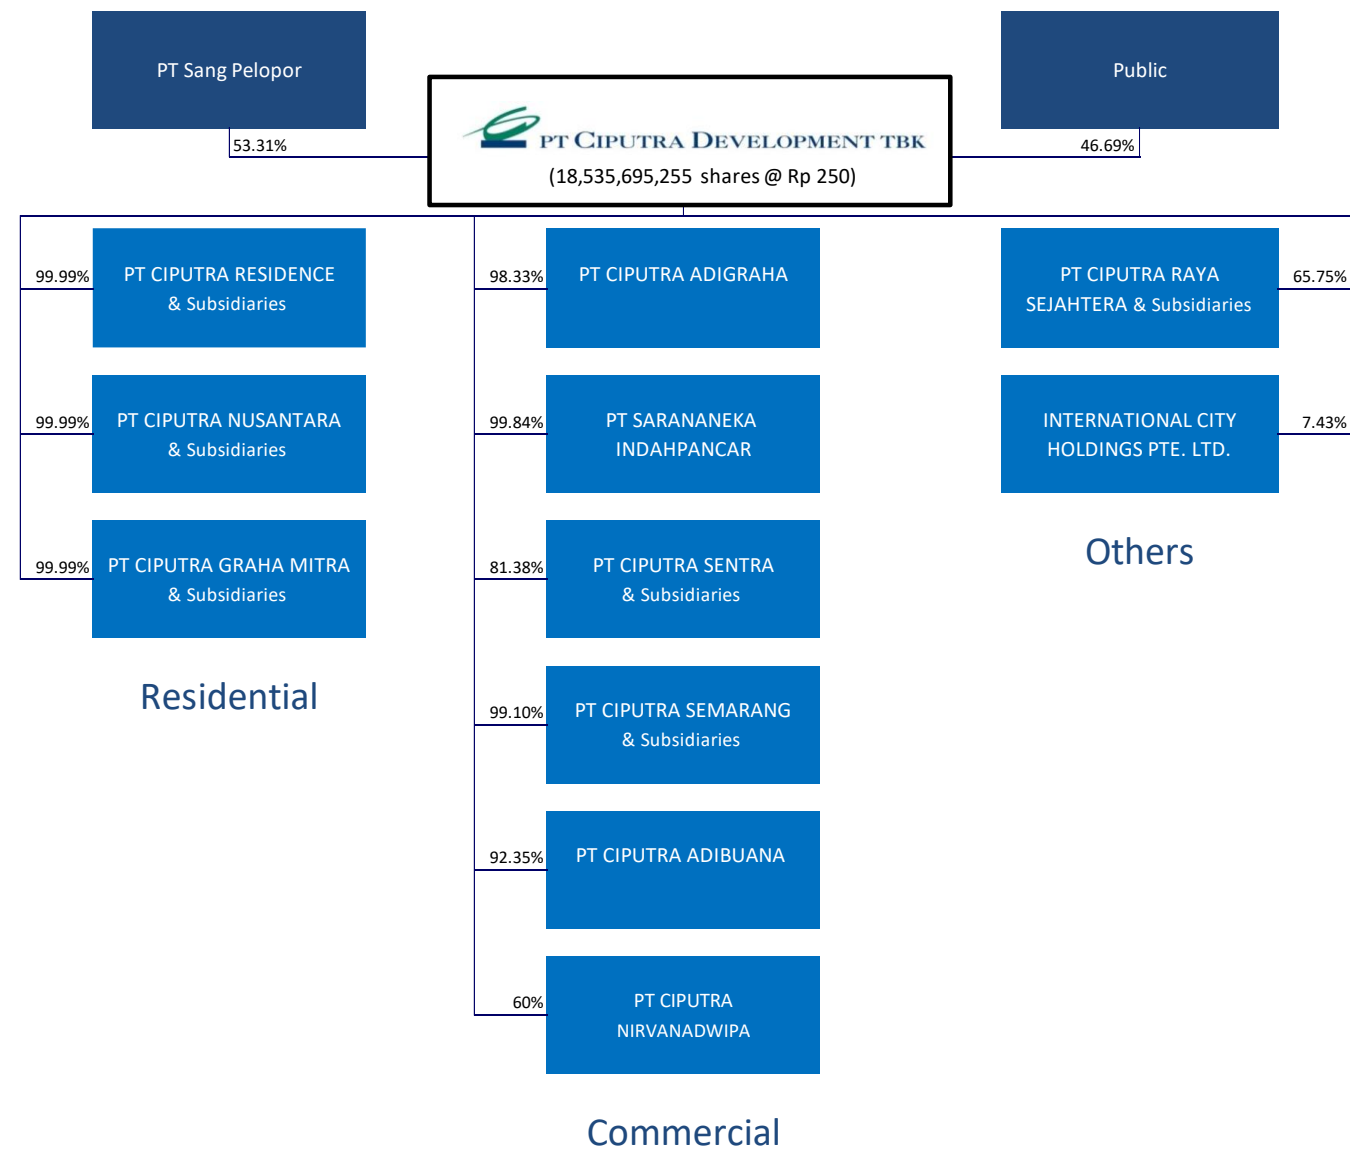 PT Sang Pelopor
Public
53.31%
46.69%
PT CIPUTRA DEVELOPMENT TBK
(18,535,695,255 shares @ Rp 250)
99.99%
PT CIPUTRA RESIDENCE
& Subsidiaries
99.99%
PT CIPUTRA NUSANTARA
& Subsidiaries
99.99%
PT CIPUTRA GRAHA MITRA
& Subsidiaries
Residential
98.33%
PT CIPUTRA ADIGRAHA
99.84%
PT SARANANEKA
INDAHPANCAR
81.38%
PT CIPUTRA SENTRA
& Subsidiaries
99.10%
PT CIPUTRA SEMARANG
& Subsidiaries
92.35%
PT CIPUTRA ADIBUANA
60%
PT CIPUTRA
NIRVANADWIPA
Commercial
PT CIPUTRA RAYA
SEJAHTERA & Subsidiaries
65.75%
INTERNATIONAL CITY
HOLDINGS PTE. LTD.
7.43%
Others